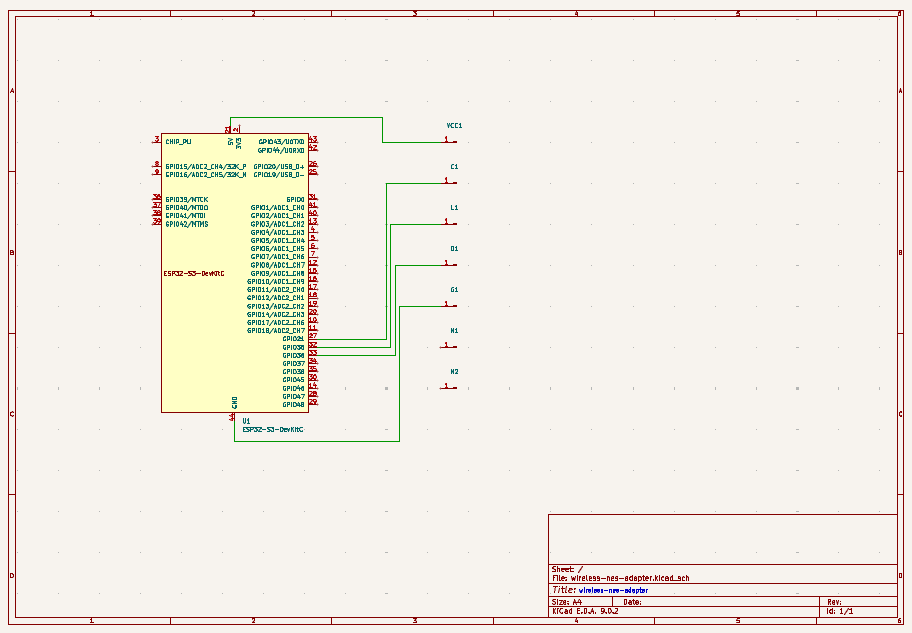 1 2 3 4 5 6
A A
VCC1
21 2
5V 3V3
3 CHIP_PU GPIO43/U0TXD 43 1
GPIO44/U0RXD 42
8 GPIO15/ADC2_CH4/32K_P GPIO20/USB_D+ 26 C1
9 GPIO16/ADC2_CH5/32K_N GPIO19/USB_D- 25
1
GPIO39/MTCK GPIO0 31
37 GPIO40/MTDO GPIO1/ADC1_CH0 41 L1
38 GPIO41/MTDI GPIO2/ADC1_CH1 40
39 GPIO42/MTMS GPIO3/ADC1_CH2 13 1
GPIO4/ADC1_CH3 4
GPIO5/ADC1_CH4 5
GPIO6/ADC1_CH5 6
B GPIO7/ADC1_CH6 7 B
GPIO8/ADC1_CH7 12 1
ESP32-S3-DevKitC GPIO9/ADC1_CH8 15
GPIO10/ADC1_CH9 16
GPIO11/ADC2_CH0 17 G1
GPIO12/ADC2_CH1 18
GPIO13/ADC2_CH2 19 1
GPIO14/ADC2_CH3 20
GPIO17/ADC2_CH6 10
GPIO18/ADC2_CH7 11 N1
GPIO21 27
32 1
GPIO36 33
GPIO37 34
GPIO38 35 N2
GPIO45 30
GPIO46 14 1
GPIO47 28
GPIO48 29
GND
44
C C
U1
ESP32-S3-DevKitC
D
Sheet: /
File: wireless-nes-adapter.kicad_sch
Title: wireless-nes-adapter
Size: A4 Date: Rev:
KiCad E.D.A. 9.0.2 Id: 1/1
1 2 3 4 5 6